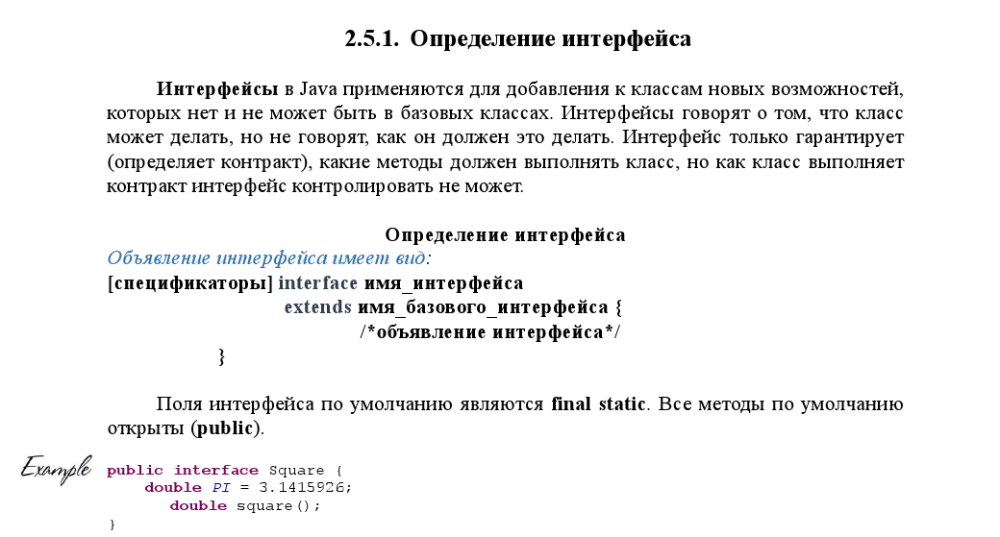 2.5.1. Определение интерфейса
Интерфейсы в Java применяются для добавления к классам новых возможностей,
которых нет и не может быть в базовых классах. Интерфейсы говорят о том, что класс
может делать, но не говорят, как он должен это делать. Интерфейс только гарантирует
(определяет контракт), какие методы должен выполнять класс, но как класс выполняет
контракт интерфейс контролировать не может.
Определение интерфейса
Объявление интерфейса имеет вид:
[спецификаторы] interface имя_интерфейса
extends имя_базового_интерфейса {
/*объявление интерфейса*/
}
Поля интерфейса по умолчанию являются final static. Все методы по умолчанию
открыты (public).
Example public interface Square {
double PI = 3.1415926;
double square();
}